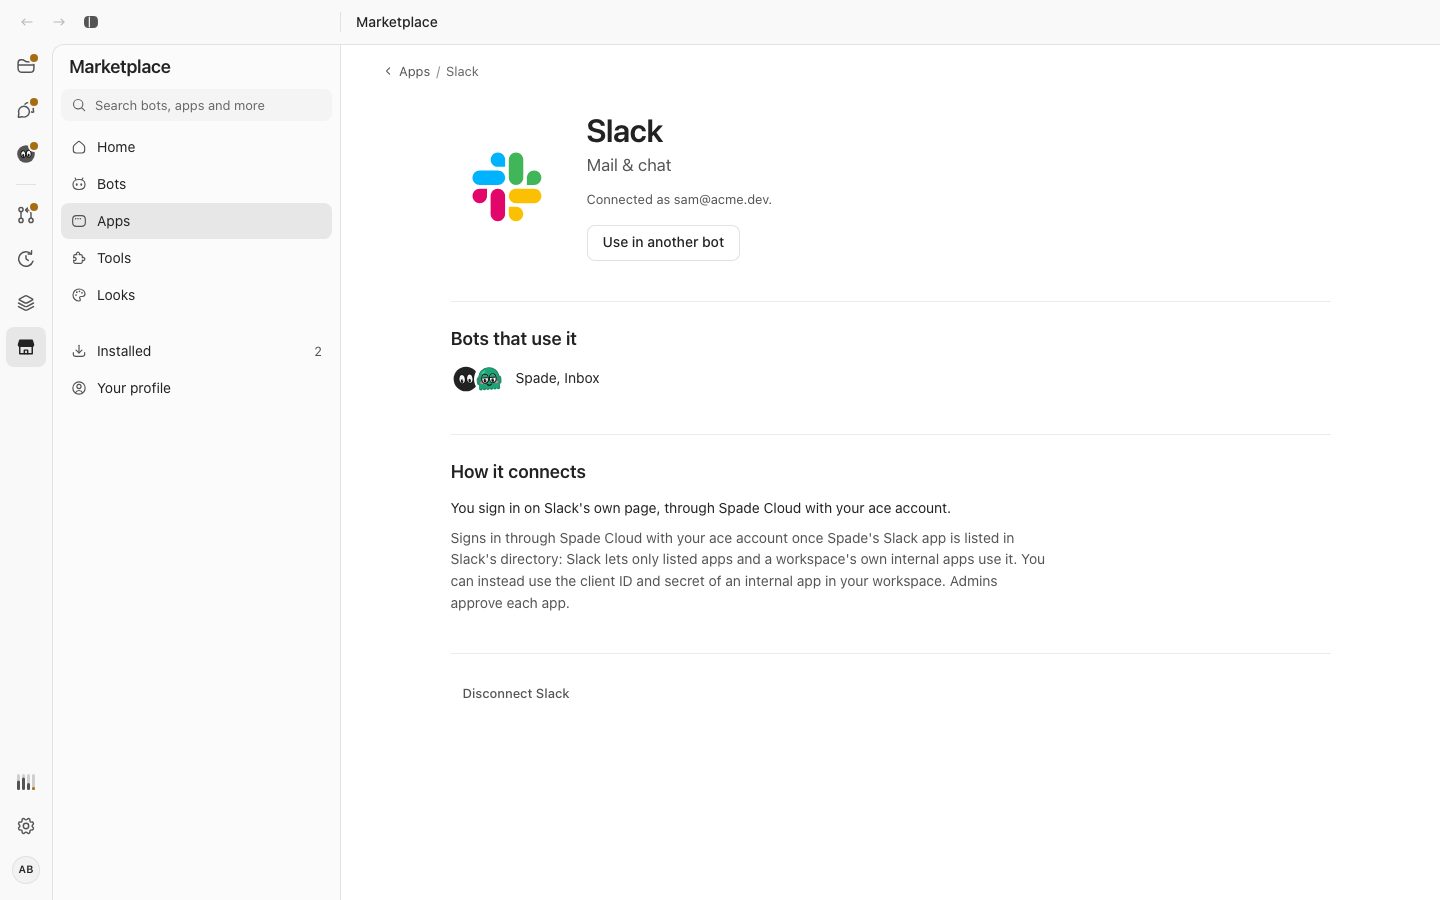 Marketplace
Marketplace
Search bots, apps and more
Home
Bots
Apps
Tools
Looks
Installed 2
Your profile
AB
Apps / Slack
Slack
Mail & chat
Connected as sam@acme.dev.
Use in another bot
Bots that use it
Spade, Inbox
How it connects
You sign in on Slack's own page, through Spade Cloud with your ace account.
Signs in through Spade Cloud with your ace account once Spade's Slack app is listed in
Slack's directory: Slack lets only listed apps and a workspace's own internal apps use it. You
can instead use the client ID and secret of an internal app in your workspace. Admins
approve each app.
Disconnect Slack